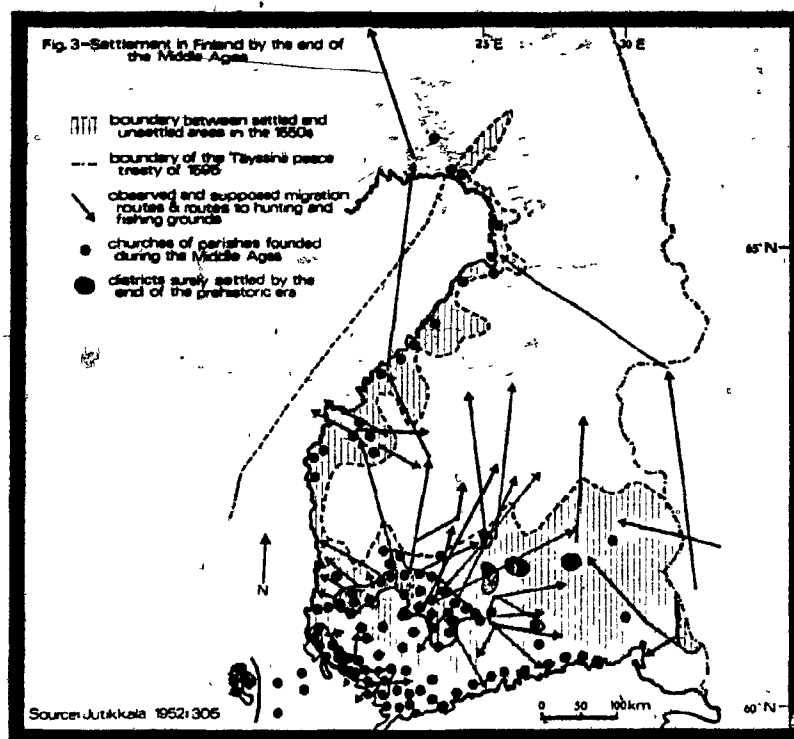 Fig. 3-Settlement in Finland by the end of
the Middle Ages
25 E
30 E
boundary between settled and
unsettled areas in the 1550s
boundary of the Täyssinä peace
treaty of 1595
observed and supposed migration
routes & routes to hunting and
fishing grounds
churches of parishes founded
during the Middle Ages
districts surely settled by the
end of the prehistoric era
65° N
N
Source: Jutikkala 1952: 305
0 50 100km
60° N